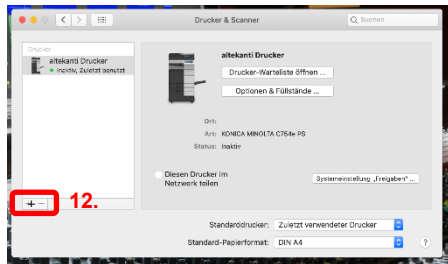 Drucker & Scanner
Suchen
Drucker
altekanti Drucker
Inaktiv, Zuletzt benutzt
altekanti Drucker
Drucker-Warteliste öffnen ...
Optionen & Füllstände ...
Ort:
Art: KONICA MINOLTA C754e PS
Status: Inaktiv
Diesen Drucker im
Netzwerk teilen
Systemeinstellung „Freigaben“ ...
+ −
12.
Standarddrucker: Zuletzt verwendeter Drucker
Standard-Papierformat: DIN A4
?